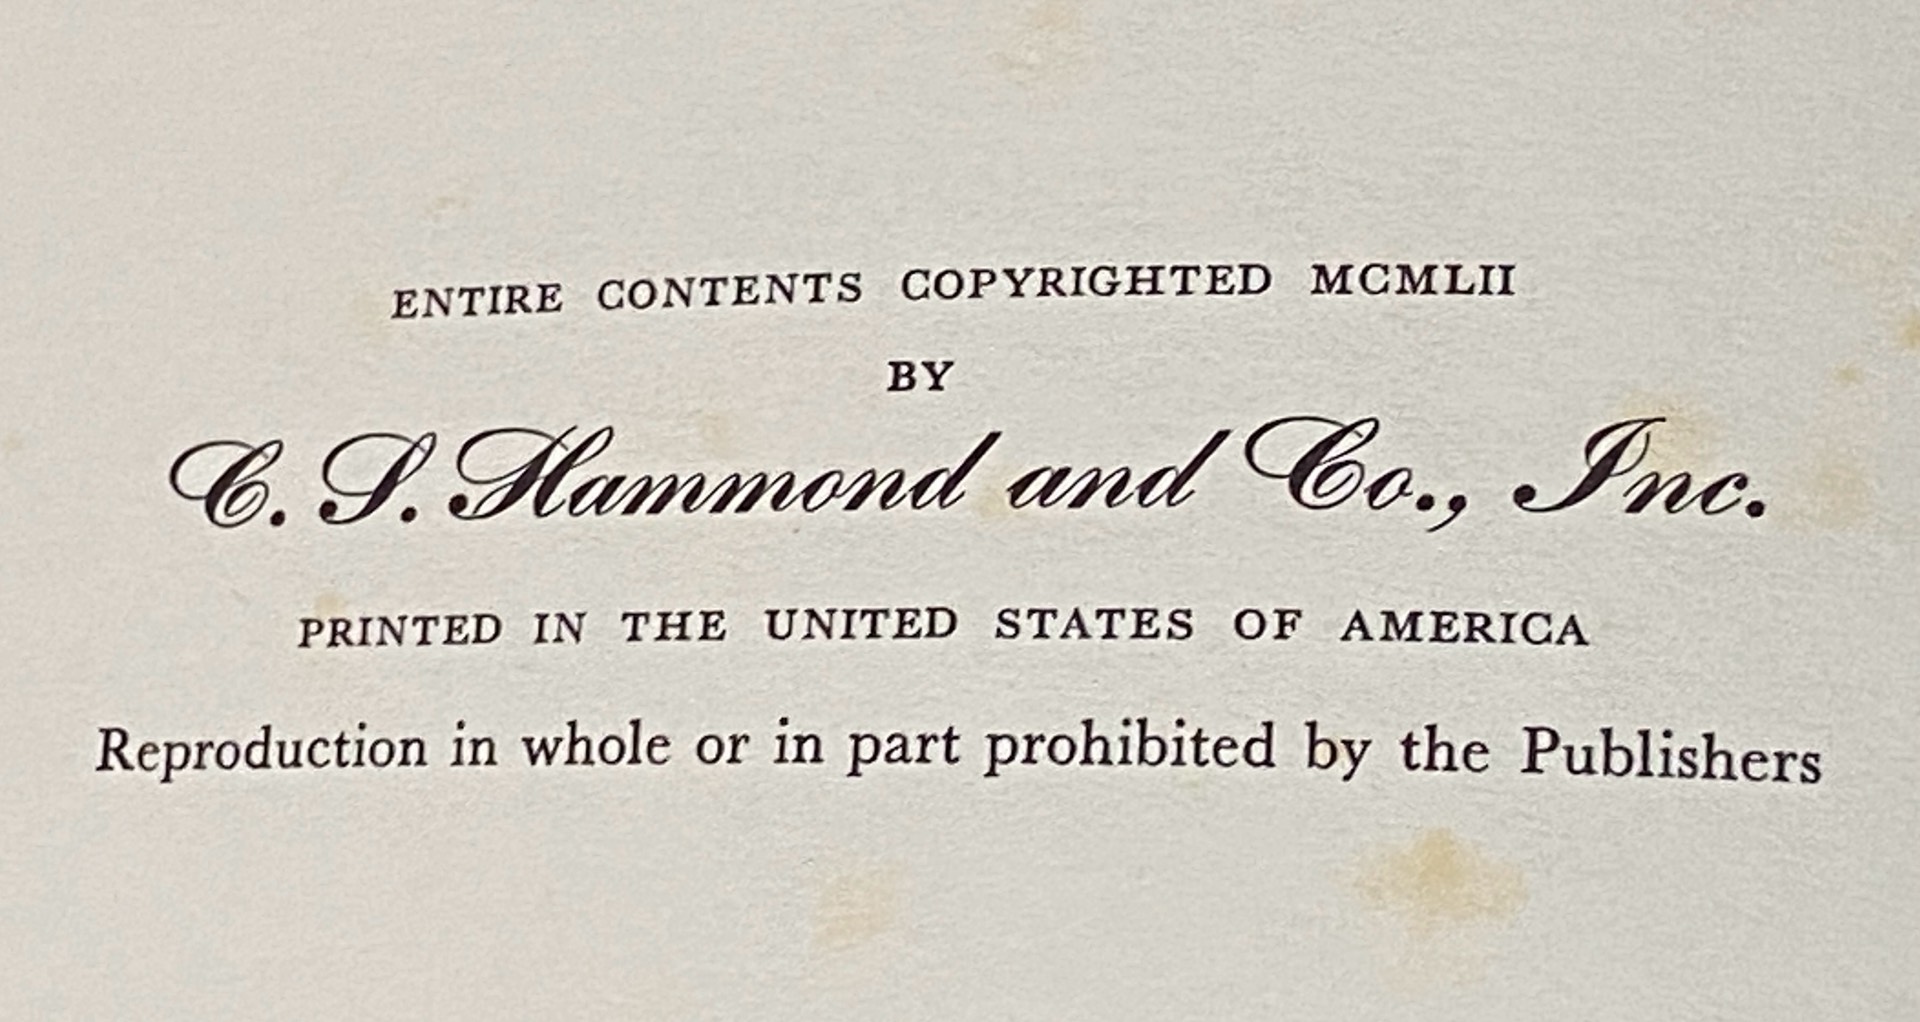 ENTIRE CONTENTS COPYRIGHTED MCMLII
BY
C. S. Hammond and Co., Inc.
PRINTED IN THE UNITED STATES OF AMERICA
Reproduction in whole or in part prohibited by the Publishers